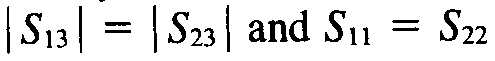 |S₁₃| = |S₂₃| and S₁₁ = S₂₂